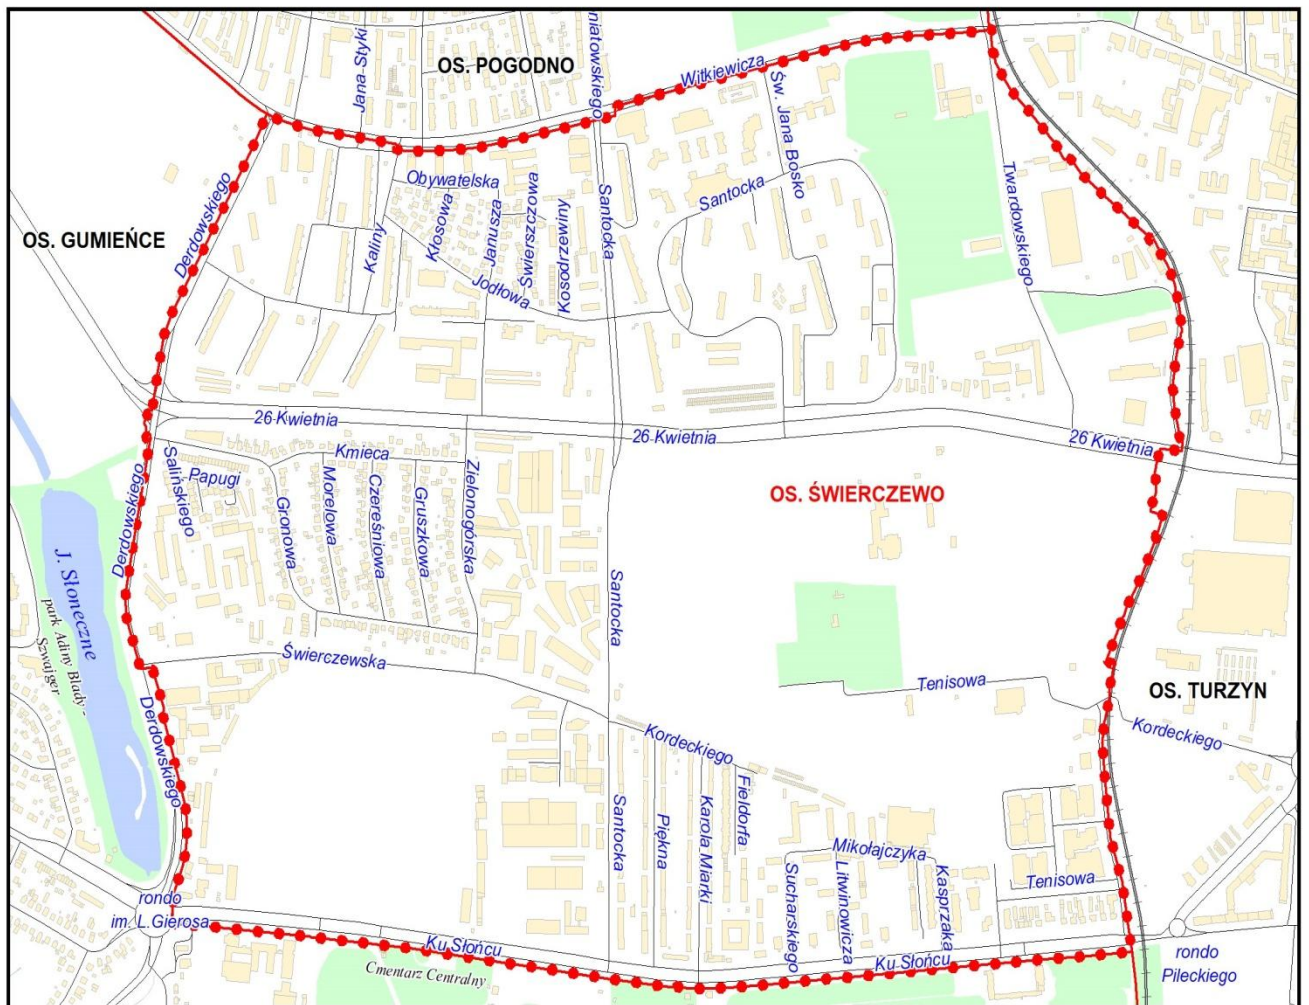 Jana Styki
niatowskiego
OS. POGODNO
Witkiewicza
Św. Jana Bosko
Derdowskiego
Obywatelska
Santocka
Santocka
Twardowskiego
OS. GUMIEŃCE
Kaliny
Kłosowa
Janusza
Świerszczowa
Kosodrzewiny
Jodłowa
26 Kwietnia
26 Kwietnia
26 Kwietnia
Kmieca
Salińskiego
Papugi
Gronowa
Morelowa
Czereśniowa
Gruszkowa
Zielonogórska
OS. ŚWIERCZEWO
Derdowskiego
J. Słoneczne
park Adiny Blady -
Szwajger
Santocka
Świerczewska
Tenisowa
OS. TURZYN
Derdowskiego
Kordeckiego
Kordeckiego
Santocka
Piękna
Karola Miarki
Fieldorfa
Mikołajczyka
Sucharskiego
Litwinowicza
Kasprzaka
Tenisowa
rondo
im. L.Gierosa
Ku Słońcu
Cmentarz Centralny
Ku Słońcu
rondo
Pileckiego